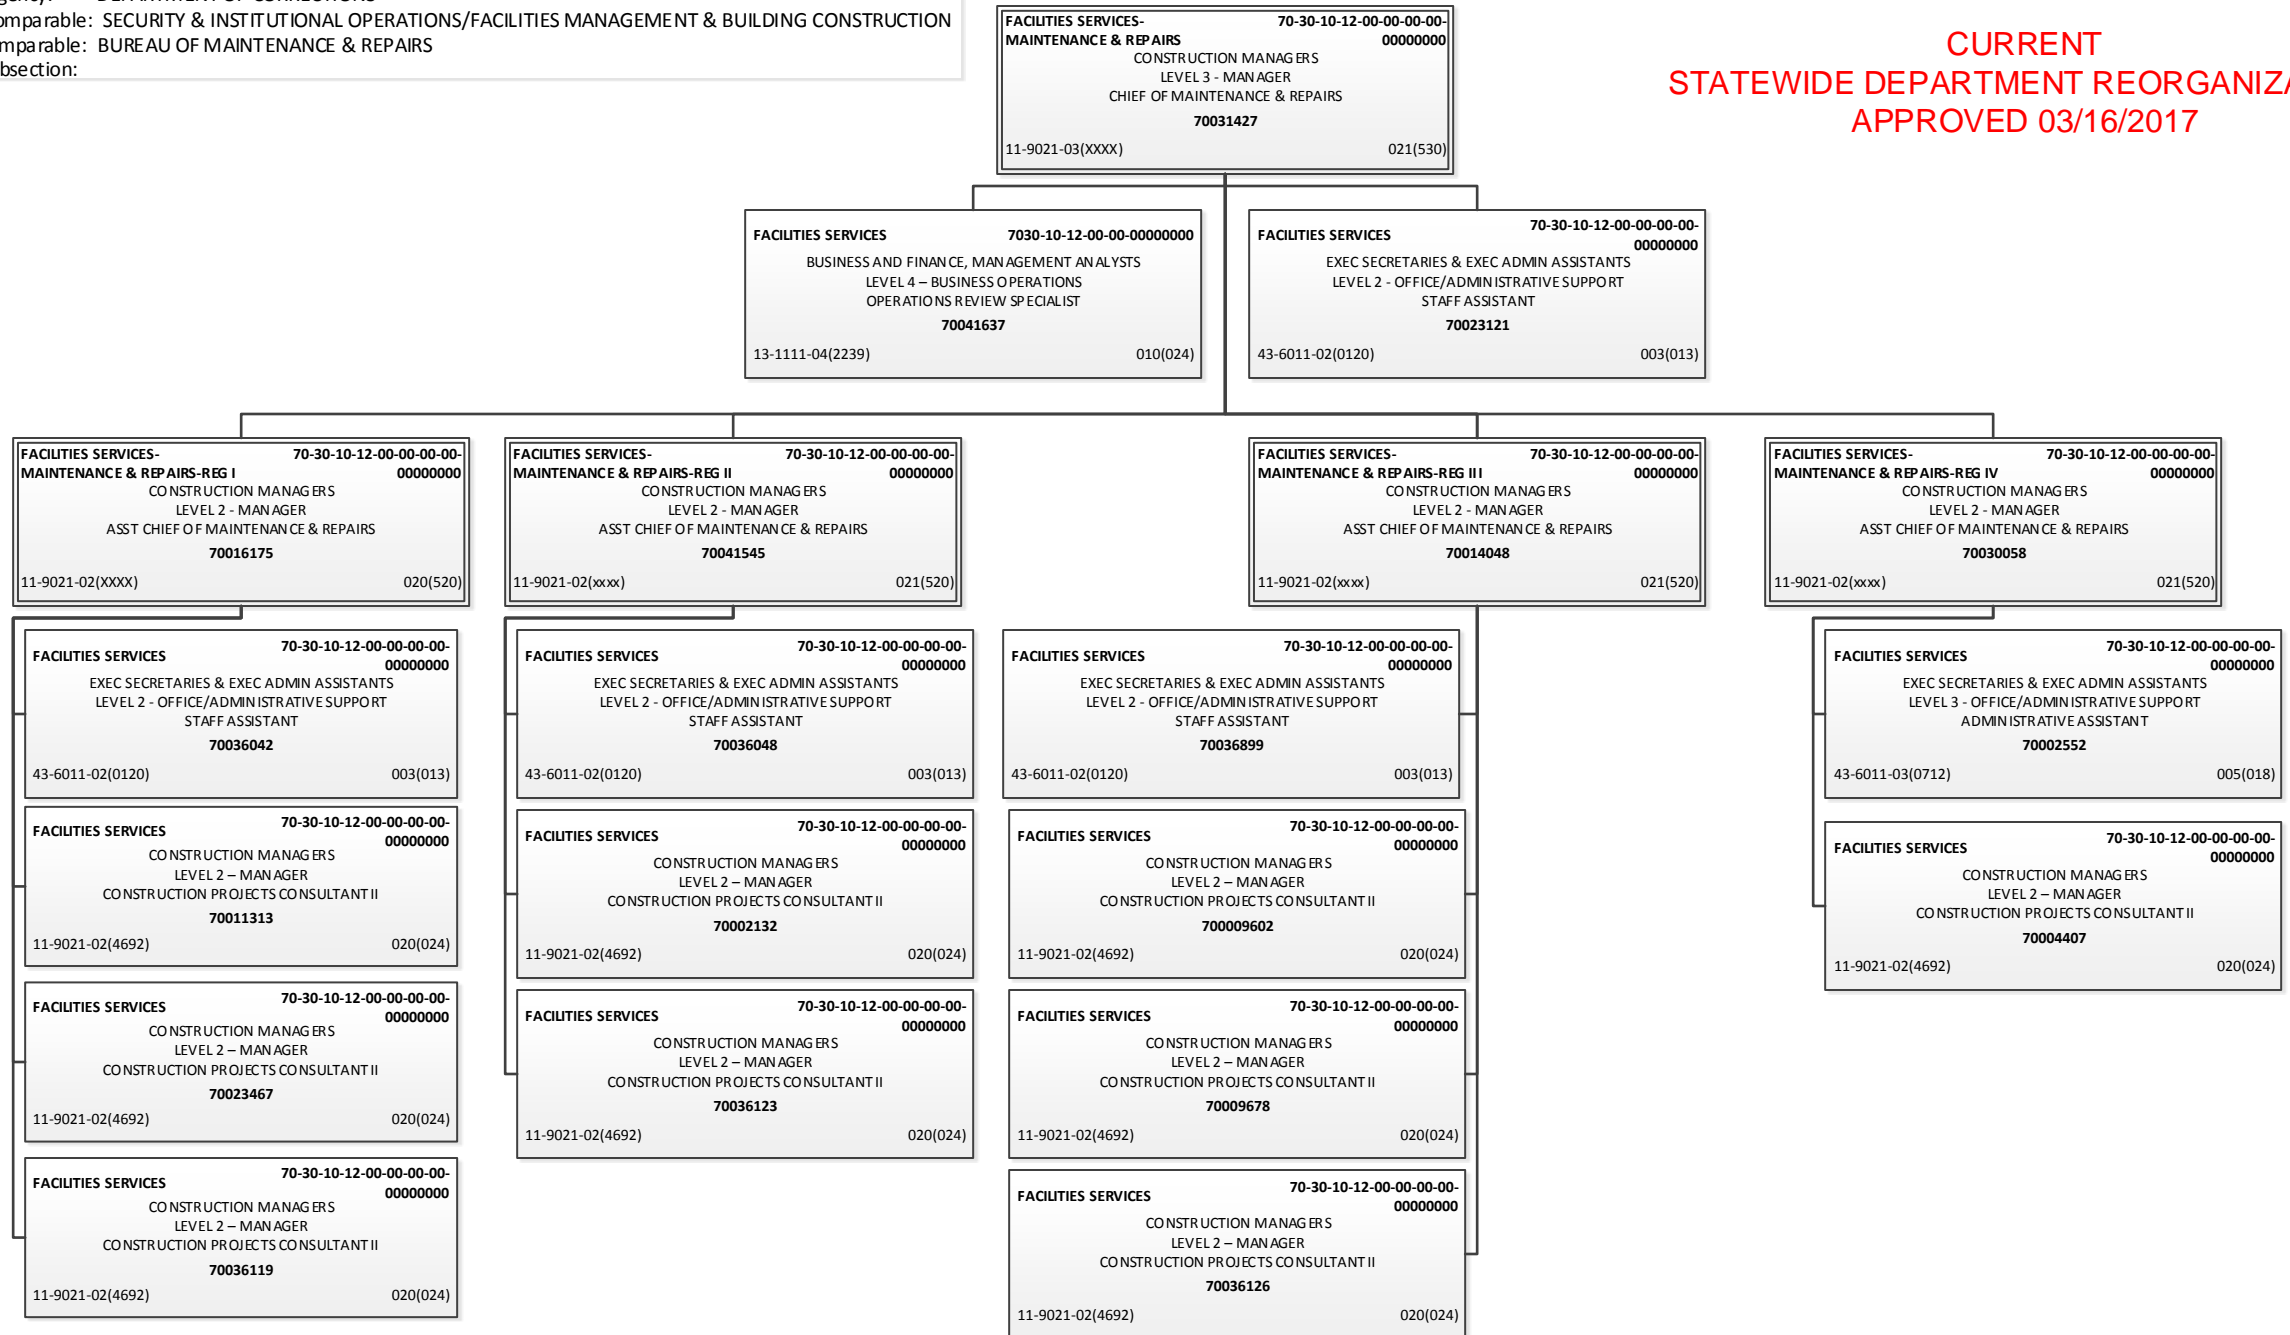 DEPARTMENT OF CORRECTIONS
omparable: SECURITY & INSTITUTIONAL OPERATIONS/FACILITIES MANAGEMENT & BUILDING CONSTRUCTION
mparable: BUREAU OF MAINTENANCE & REPAIRS
bsection:
CURRENT
STATEWIDE DEPARTMENT REORGANIZA
APPROVED 03/16/2017
FACILITIES SERVICES- 70-30-10-12-00-00-00-00-
MAINTENANCE & REPAIRS 00000000
CONSTRUCTION MANAGERS
LEVEL 3 - MANAGER
CHIEF OF MAINTENANCE & REPAIRS
70031427
11-9021-03(XXXX) 021(530)
FACILITIES SERVICES 7030-10-12-00-00-00000000
BUSINESS AND FINANCE, MANAGEMENT ANALYSTS
LEVEL 4 – BUSINESS OPERATIONS
OPERATIONS REVIEW SPECIALIST
70041637
13-1111-04(2239) 010(024)
FACILITIES SERVICES 70-30-10-12-00-00-00-00-
00000000
EXEC SECRETARIES & EXEC ADMIN ASSISTANTS
LEVEL 2 - OFFICE/ADMINISTRATIVE SUPPORT
STAFF ASSISTANT
70023121
43-6011-02(0120) 003(013)
FACILITIES SERVICES- 70-30-10-12-00-00-00-00-
MAINTENANCE & REPAIRS-REG I 00000000
CONSTRUCTION MANAGERS
LEVEL 2 - MANAGER
ASST CHIEF OF MAINTENANCE & REPAIRS
70016175
11-9021-02(XXXX) 020(520)
FACILITIES SERVICES- 70-30-10-12-00-00-00-00-
MAINTENANCE & REPAIRS-REG II 00000000
CONSTRUCTION MANAGERS
LEVEL 2 - MANAGER
ASST CHIEF OF MAINTENANCE & REPAIRS
70041545
11-9021-02(xxxx) 021(520)
FACILITIES SERVICES- 70-30-10-12-00-00-00-00-
MAINTENANCE & REPAIRS-REG III 00000000
CONSTRUCTION MANAGERS
LEVEL 2 - MANAGER
ASST CHIEF OF MAINTENANCE & REPAIRS
70014048
11-9021-02(xxxx) 021(520)
FACILITIES SERVICES- 70-30-10-12-00-00-00-00-
MAINTENANCE & REPAIRS-REG IV 00000000
CONSTRUCTION MANAGERS
LEVEL 2 - MANAGER
ASST CHIEF OF MAINTENANCE & REPAIRS
70030058
11-9021-02(xxxx) 021(520)
FACILITIES SERVICES 70-30-10-12-00-00-00-00-
00000000
EXEC SECRETARIES & EXEC ADMIN ASSISTANTS
LEVEL 2 - OFFICE/ADMINISTRATIVE SUPPORT
STAFF ASSISTANT
70036042
43-6011-02(0120) 003(013)
FACILITIES SERVICES 70-30-10-12-00-00-00-00-
00000000
CONSTRUCTION MANAGERS
LEVEL 2 – MANAGER
CONSTRUCTION PROJECTS CONSULTANT II
70011313
11-9021-02(4692) 020(024)
FACILITIES SERVICES 70-30-10-12-00-00-00-00-
00000000
CONSTRUCTION MANAGERS
LEVEL 2 – MANAGER
CONSTRUCTION PROJECTS CONSULTANT II
70023467
11-9021-02(4692) 020(024)
FACILITIES SERVICES 70-30-10-12-00-00-00-00-
00000000
CONSTRUCTION MANAGERS
LEVEL 2 – MANAGER
CONSTRUCTION PROJECTS CONSULTANT II
70036119
11-9021-02(4692) 020(024)
FACILITIES SERVICES 70-30-10-12-00-00-00-00-
00000000
EXEC SECRETARIES & EXEC ADMIN ASSISTANTS
LEVEL 2 - OFFICE/ADMINISTRATIVE SUPPORT
STAFF ASSISTANT
70036048
43-6011-02(0120) 003(013)
FACILITIES SERVICES 70-30-10-12-00-00-00-00-
00000000
CONSTRUCTION MANAGERS
LEVEL 2 – MANAGER
CONSTRUCTION PROJECTS CONSULTANT II
70002132
11-9021-02(4692) 020(024)
FACILITIES SERVICES 70-30-10-12-00-00-00-00-
00000000
CONSTRUCTION MANAGERS
LEVEL 2 – MANAGER
CONSTRUCTION PROJECTS CONSULTANT II
70036123
11-9021-02(4692) 020(024)
FACILITIES SERVICES 70-30-10-12-00-00-00-00-
00000000
EXEC SECRETARIES & EXEC ADMIN ASSISTANTS
LEVEL 2 - OFFICE/ADMINISTRATIVE SUPPORT
STAFF ASSISTANT
70036899
43-6011-02(0120) 003(013)
FACILITIES SERVICES 70-30-10-12-00-00-00-00-
00000000
CONSTRUCTION MANAGERS
LEVEL 2 – MANAGER
CONSTRUCTION PROJECTS CONSULTANT II
700009602
11-9021-02(4692) 020(024)
FACILITIES SERVICES 70-30-10-12-00-00-00-00-
00000000
CONSTRUCTION MANAGERS
LEVEL 2 – MANAGER
CONSTRUCTION PROJECTS CONSULTANT II
70009678
11-9021-02(4692) 020(024)
FACILITIES SERVICES 70-30-10-12-00-00-00-00-
00000000
CONSTRUCTION MANAGERS
LEVEL 2 – MANAGER
CONSTRUCTION PROJECTS CONSULTANT II
70036126
11-9021-02(4692) 020(024)
FACILITIES SERVICES 70-30-10-12-00-00-00-00-
00000000
EXEC SECRETARIES & EXEC ADMIN ASSISTANTS
LEVEL 3 - OFFICE/ADMINISTRATIVE SUPPORT
ADMINISTRATIVE ASSISTANT
70002552
43-6011-03(0712) 005(018)
FACILITIES SERVICES 70-30-10-12-00-00-00-00-
00000000
CONSTRUCTION MANAGERS
LEVEL 2 – MANAGER
CONSTRUCTION PROJECTS CONSULTANT II
70004407
11-9021-02(4692) 020(024)